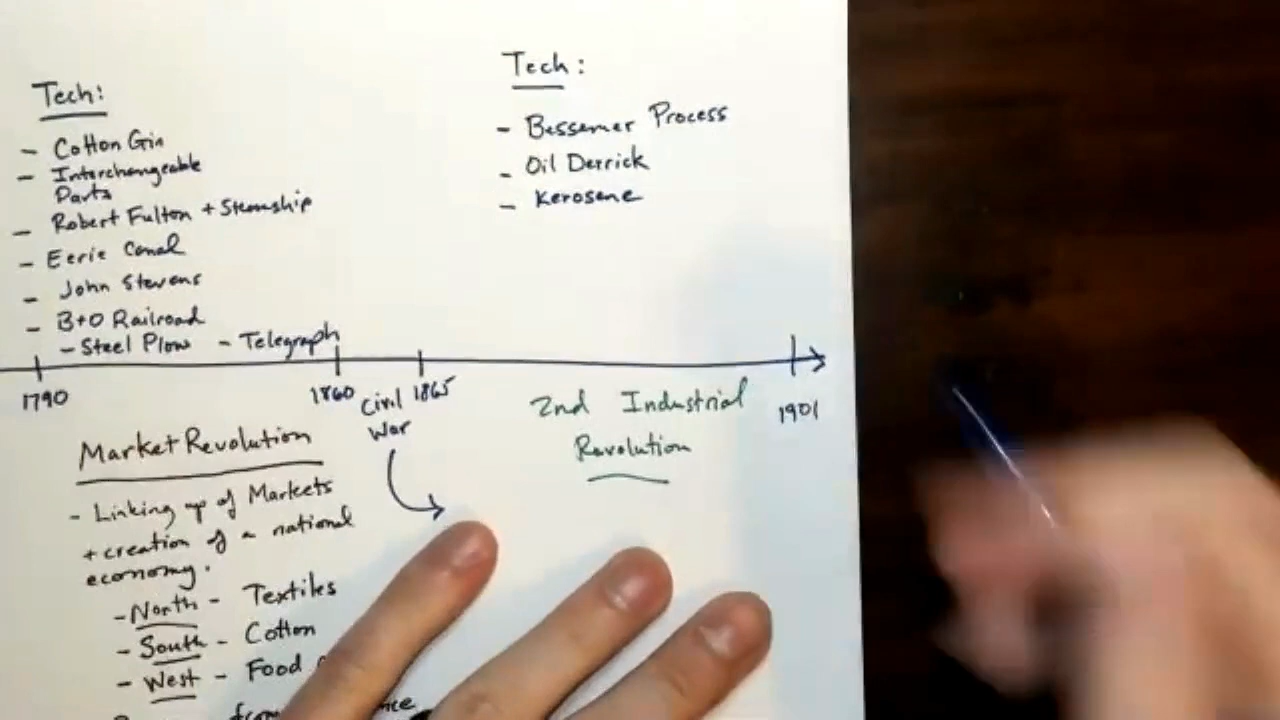 Tech:
- Cotton Gin
- Interchangeable
Parts
- Robert Fulton + Steamship
- Eerie Canal
- John Stevens
- B+O Railroad
- Steel Plow - Telegraph
Tech:
- Bessemer Process
- Oil Derrick
- Kerosene
1790
1860
1865
1901
Civil
War
2nd Industrial
Revolution
Market Revolution
- Linking up of Markets
+ creation of a national
economy.
- North - Textiles
- South - Cotton
- West - Food
from